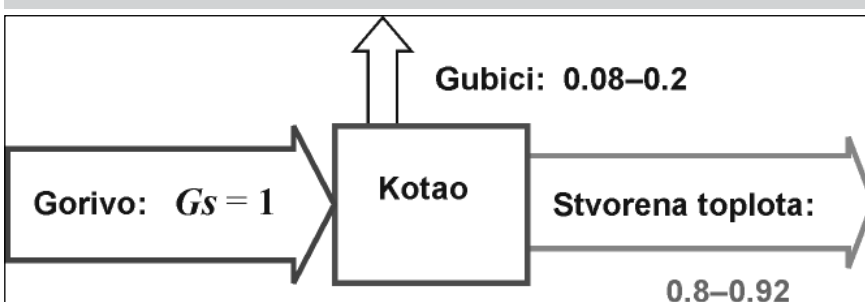 Gubici: 0.08–0.2
Gorivo: Gs = 1
Kotao
Stvorena toplota:
0.8–0.92